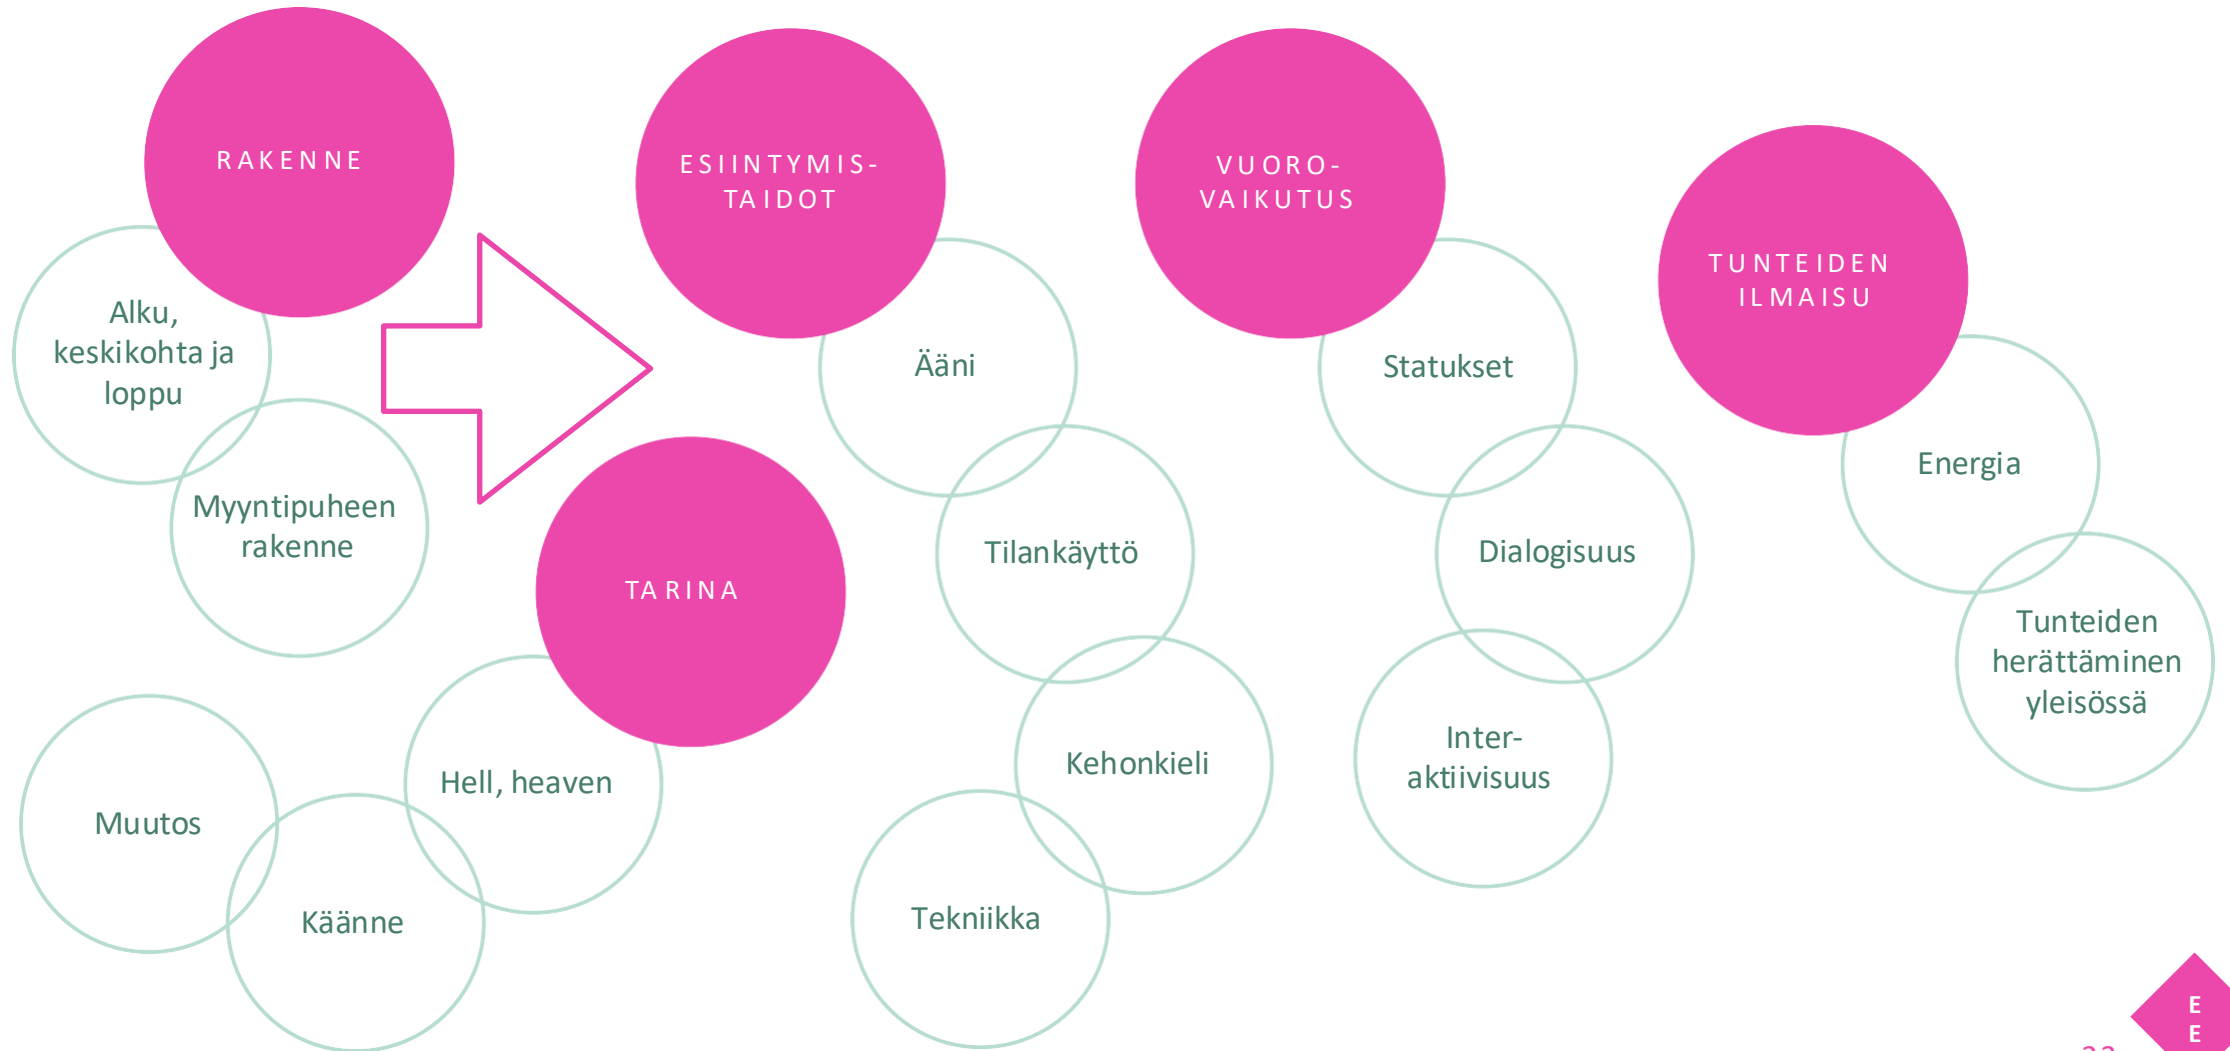 RAKENNE
Alku,
keskikohta ja
loppu
Myyntipuheen
rakenne
TARINA
Hell, heaven
Käänne
Muutos
ESIINTYMIS-
TAIDOT
Ääni
Tilankäyttö
Kehonkieli
Tekniikka
VUORO-
VAIKUTUS
Statukset
Dialogisuus
Inter-
aktiivisuus
TUNTEIDEN
ILMAISU
Energia
Tunteiden
herättäminen
yleisössä
E
E